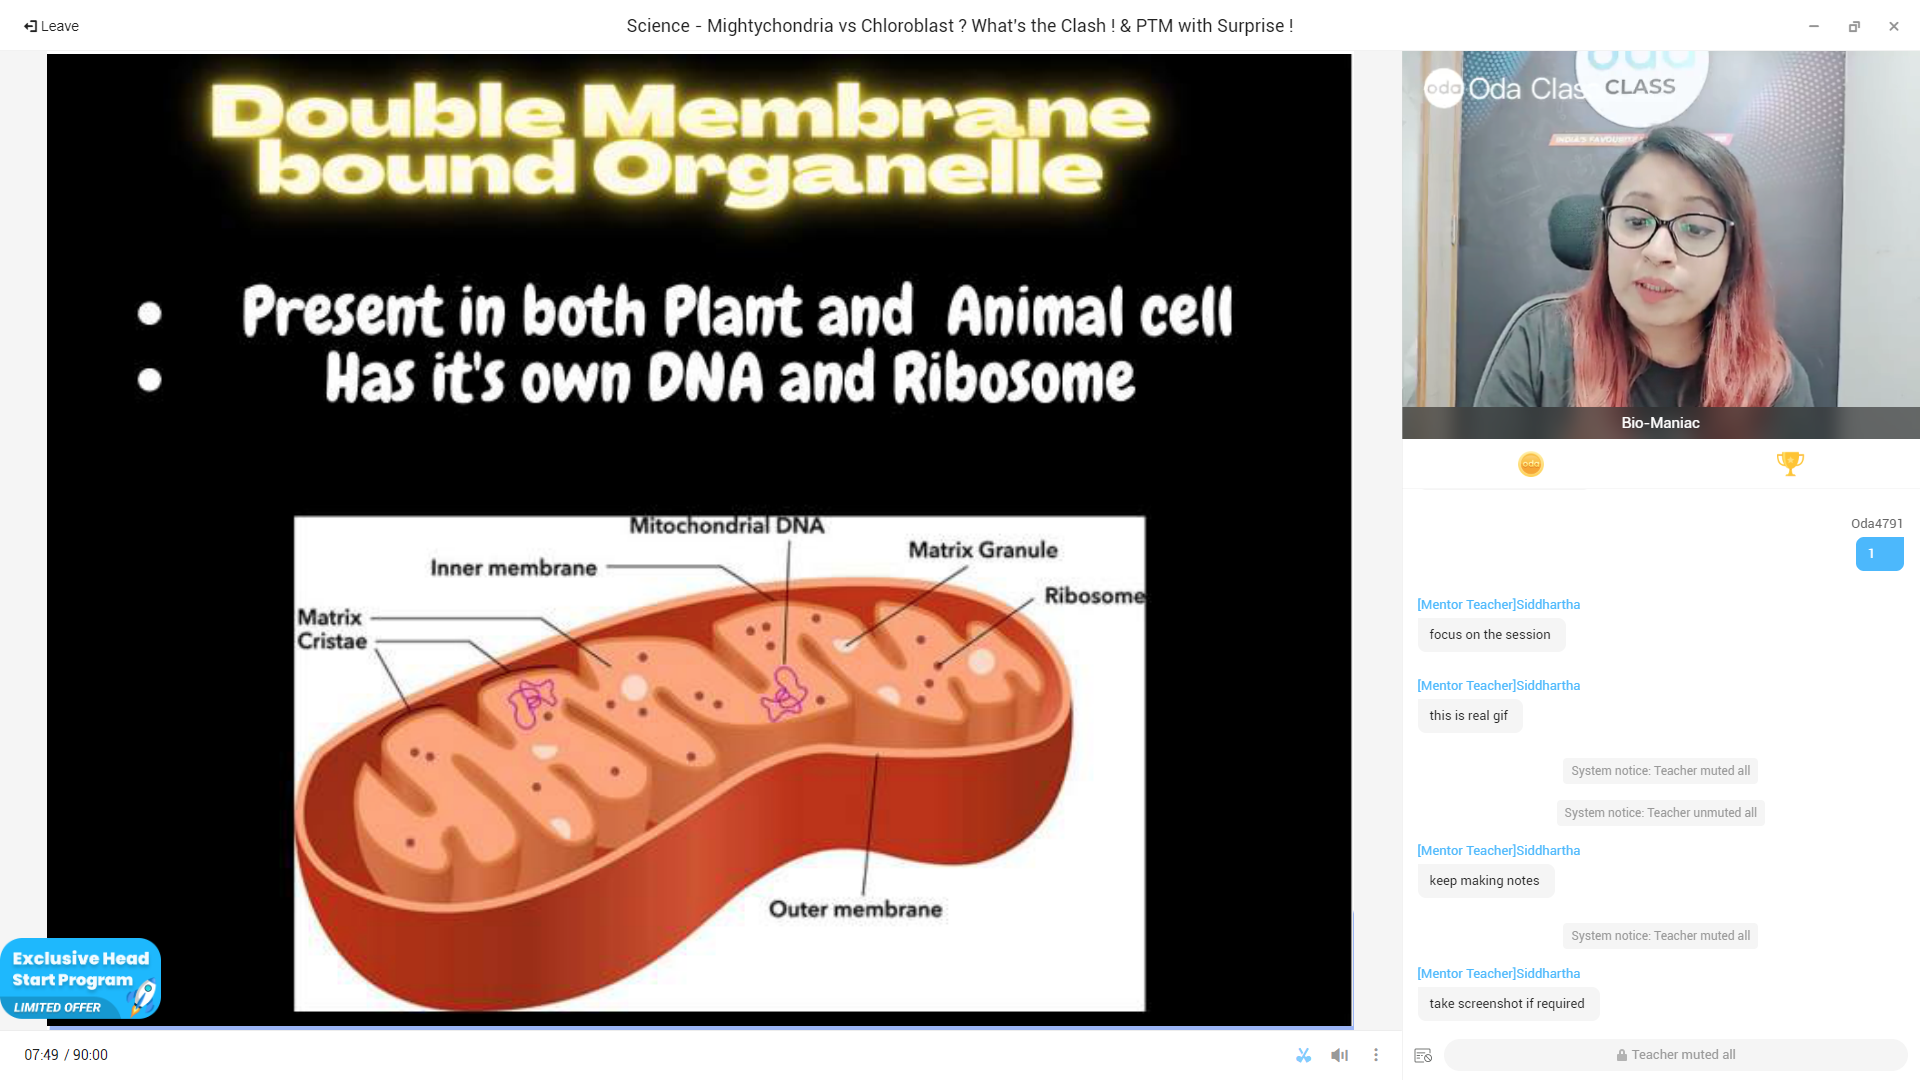 Leave
Science - Mightychondria vs Chloroblast ? What's the Clash ! & PTM with Surprise !
Double Membrane
bound Organelle
Present in both Plant and Animal cell
Has it's own DNA and Ribosome
Mitochondrial DNA
Inner membrane
Matrix Granule
Ribosome
Matrix
Cristae
Outer membrane
Exclusive Head
Start Program
LIMITED OFFER
07:49 / 90:00
oda
CLASS
oda Oda Clas
INDIA'S FAVOURITE
Bio-Maniac
oda
Oda4791
1
[Mentor Teacher]Siddhartha
focus on the session
[Mentor Teacher]Siddhartha
this is real gif
System notice: Teacher muted all
System notice: Teacher unmuted all
[Mentor Teacher]Siddhartha
keep making notes
System notice: Teacher muted all
[Mentor Teacher]Siddhartha
take screenshot if required
Teacher muted all